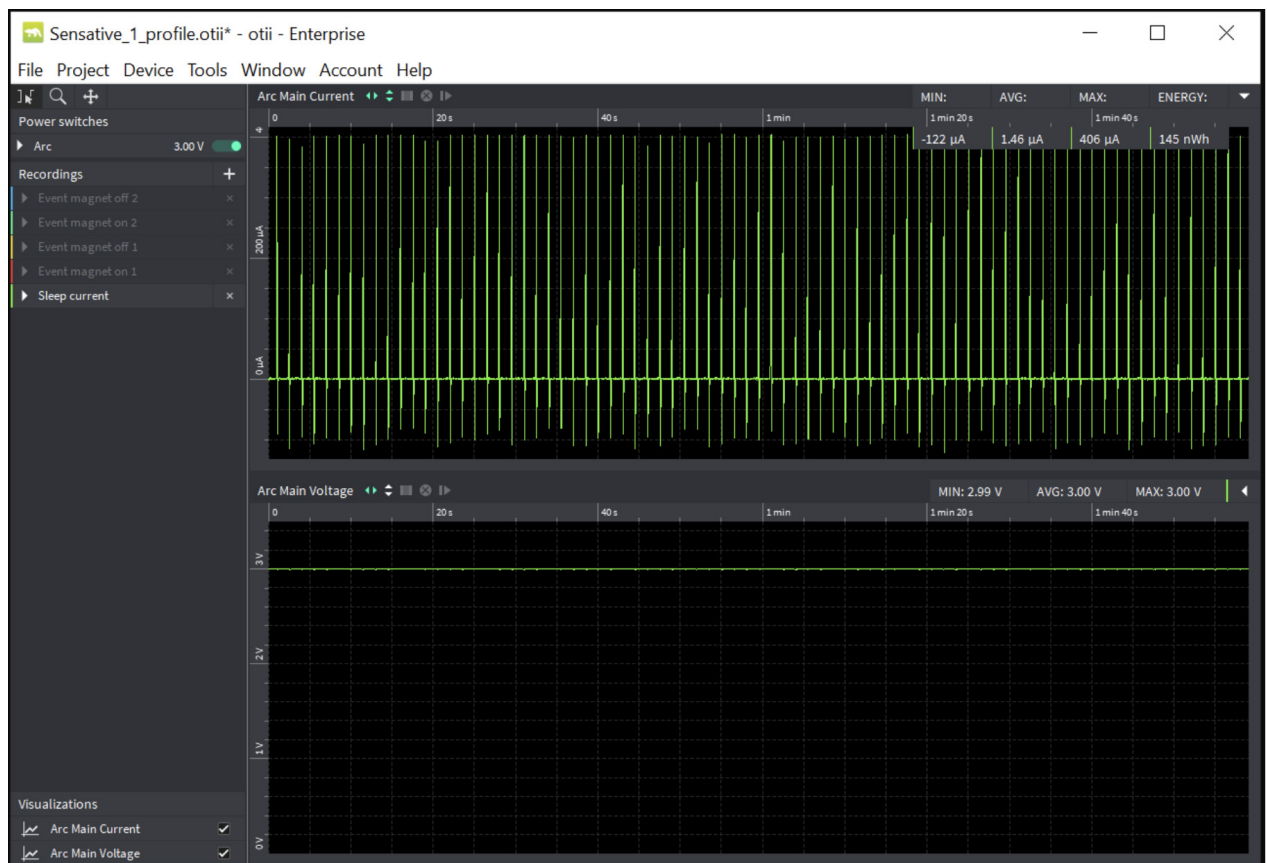 Sensative_1_profile.otii* - otii - Enterprise
File Project Device Tools Window Account Help
Power switches
Arc 3.00 V
Recordings +
Event magnet off 2 ×
Event magnet on 2 ×
Event magnet off 1 ×
Event magnet on 1 ×
Sleep current ×
Visualizations
Arc Main Current
Arc Main Voltage
Arc Main Current
MIN: AVG: MAX: ENERGY:
0 20 s 40 s 1 min 1 min 20 s 1 min 40 s
-122 µA 1.46 µA 406 µA 145 nWh
200 µA
0 µA
Arc Main Voltage
MIN: 2.99 V AVG: 3.00 V MAX: 3.00 V
0 20 s 40 s 1 min 1 min 20 s 1 min 40 s
3 V
2 V
1 V
0 V